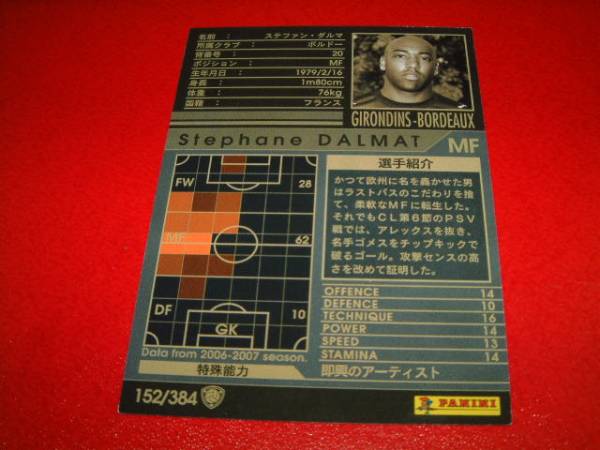 名前： ステファン・ダルマ
所属クラブ： ボルドー
背番号： 20
ポジション： MF
生年月日： 1979/2/16
身長： 1m80cm
体重： 76kg
国籍： フランス
GIRONDINS-BORDEAUX
Stephane DALMAT MF
FW 28
MF 62
DF 10
GK
Data from 2006-2007 season.
選手紹介
かつて欧州に名を轟かせた男
はラストパスのこだわりを捨
て、柔軟なMFに転生した。
それでもCL第6節のPSV
戦では、アレックスを抜き、
名手ゴメスをチップキックで
破るゴール。攻撃センスの高
さを改めて証明した。
OFFENCE 14
DEFENCE 10
TECHNIQUE 16
POWER 14
SPEED 13
STAMINA 14
特殊能力 即興のアーティスト
152/384
PANINI